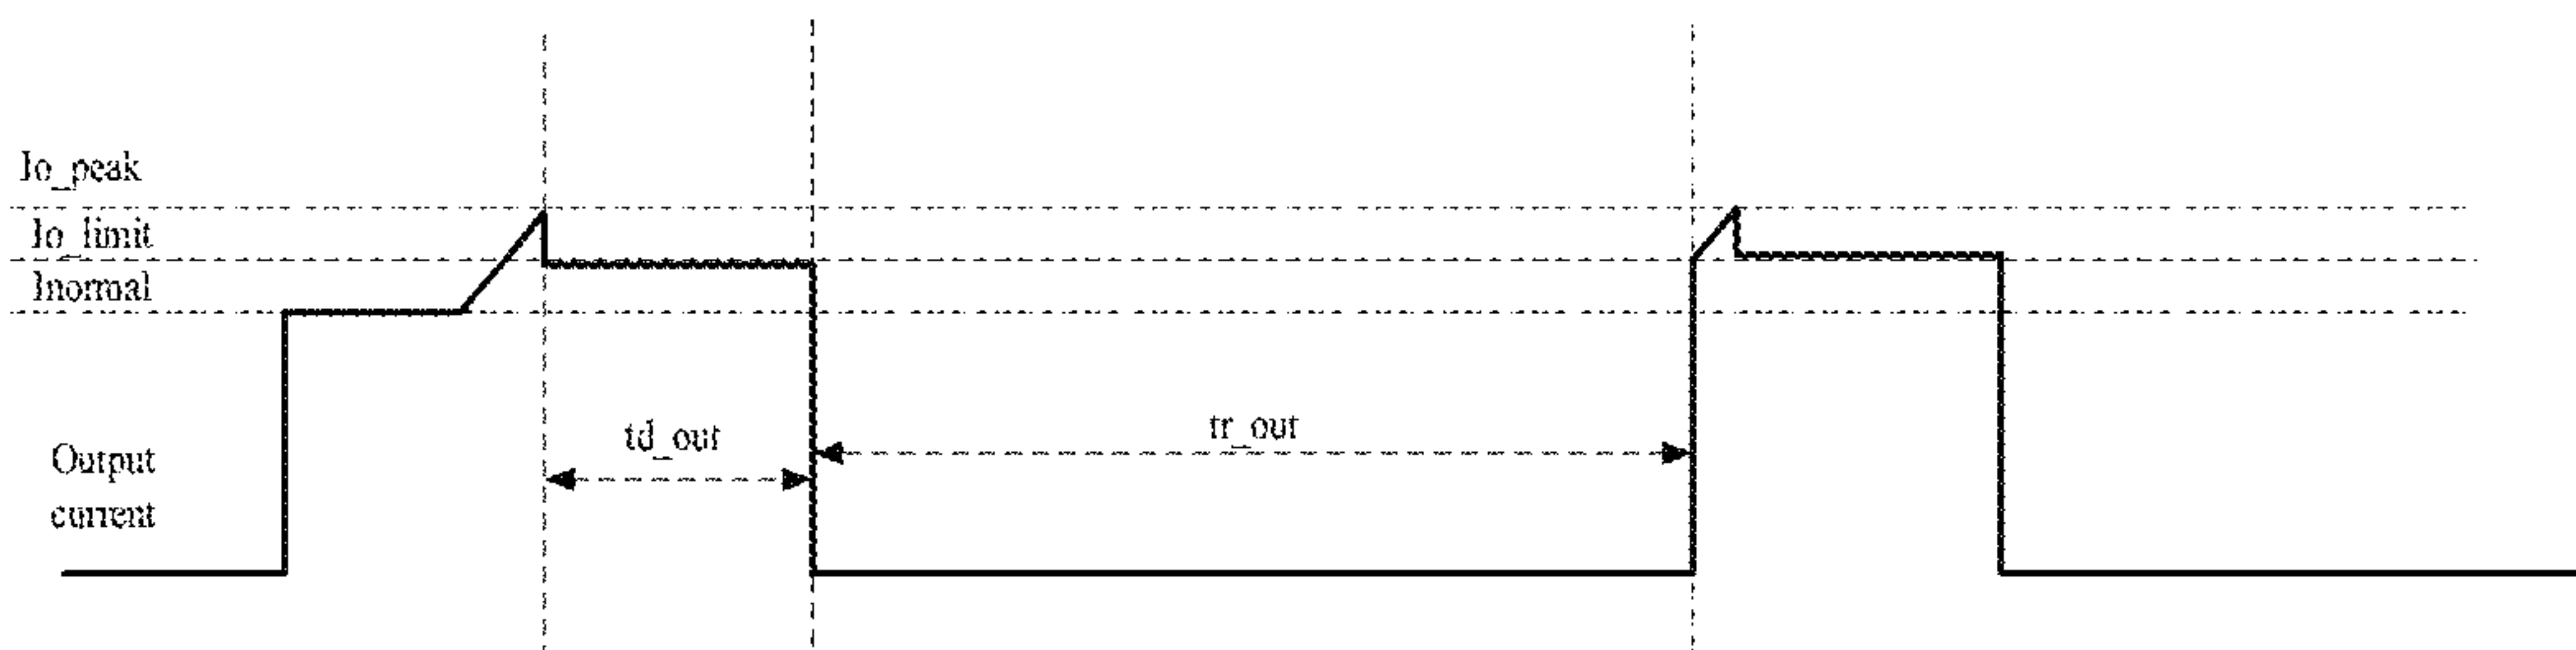 Io_peak
Io_limit
Inormal
td_out
tr_out
Output
current